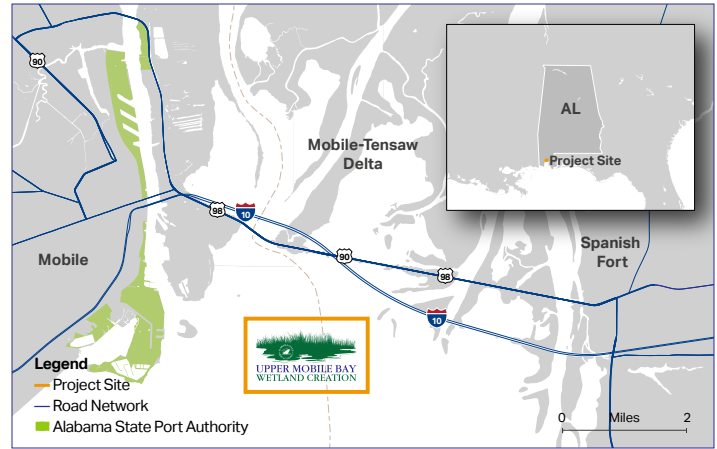 90
AL
Project Site
Mobile-Tensaw
Delta
98
10
Spanish
Fort
Mobile
90
98
10
UPPER MOBILE BAY
WETLAND CREATION
Legend
Project Site
Road Network
Alabama State Port Authority
0 Miles 2